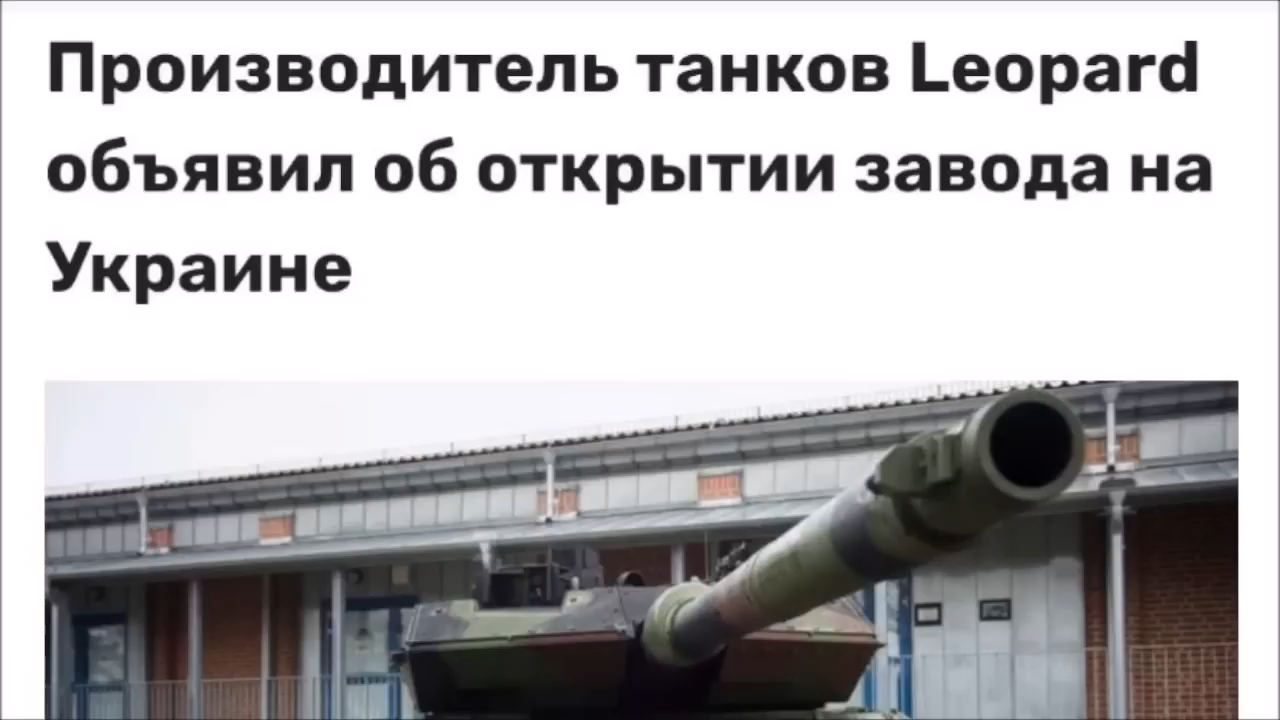 Производитель танков Leopard
объявил об открытии завода на
Украине